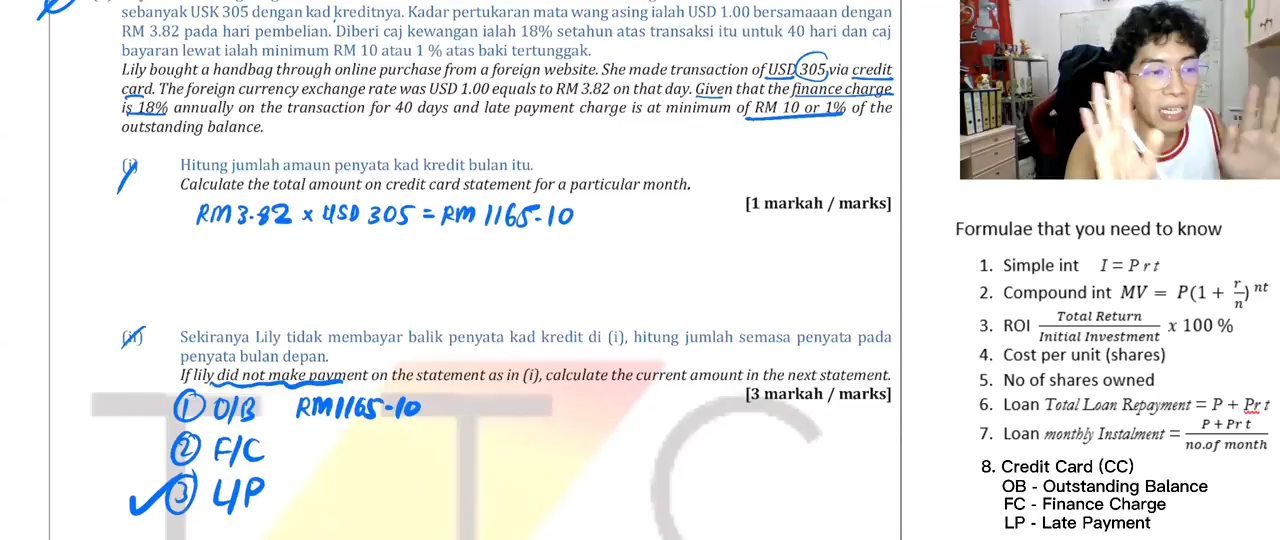 sebanyak USK 305 dengan kad kreditnya. Kadar pertukaran mata wang asing ialah USD 1.00 bersamaaan dengan
RM 3.82 pada hari pembelian. Diberi caj kewangan ialah 18% setahun atas transaksi itu untuk 40 hari dan caj
bayaran lewat ialah minimum RM 10 atau 1 % atas baki tertunggak.
Lily bought a handbag through online purchase from a foreign website. She made transaction of USD 305 via credit
card. The foreign currency exchange rate was USD 1.00 equals to RM 3.82 on that day. Given that the finance charge
is 18% annually on the transaction for 40 days and late payment charge is at minimum of RM 10 or 1% of the
outstanding balance.
(i) Hitung jumlah amaun penyata kad kredit bulan itu.
Calculate the total amount on credit card statement for a particular month.
[1 markah / marks]
RM 3.82 x USD 305 = RM 1165-10
(ii) Sekiranya Lily tidak membayar balik penyata kad kredit di (i), hitung jumlah semasa penyata pada
penyata bulan depan.
If lily did not make payment on the statement as in (i), calculate the current amount in the next statement.
[3 markah / marks]
① O/B RM1165-10
② F/C
③ L/P
TTC
Formulae that you need to know
1. Simple int I = P r t
2. Compound int MV = P(1 + r/n)^nt
3. ROI Total Return / Initial Investment x 100 %
4. Cost per unit (shares)
5. No of shares owned
6. Loan Total Loan Repayment = P + Pr t
7. Loan monthly Instalment = P + Pr t / no.of month
8. Credit Card (CC)
OB - Outstanding Balance
FC - Finance Charge
LP - Late Payment